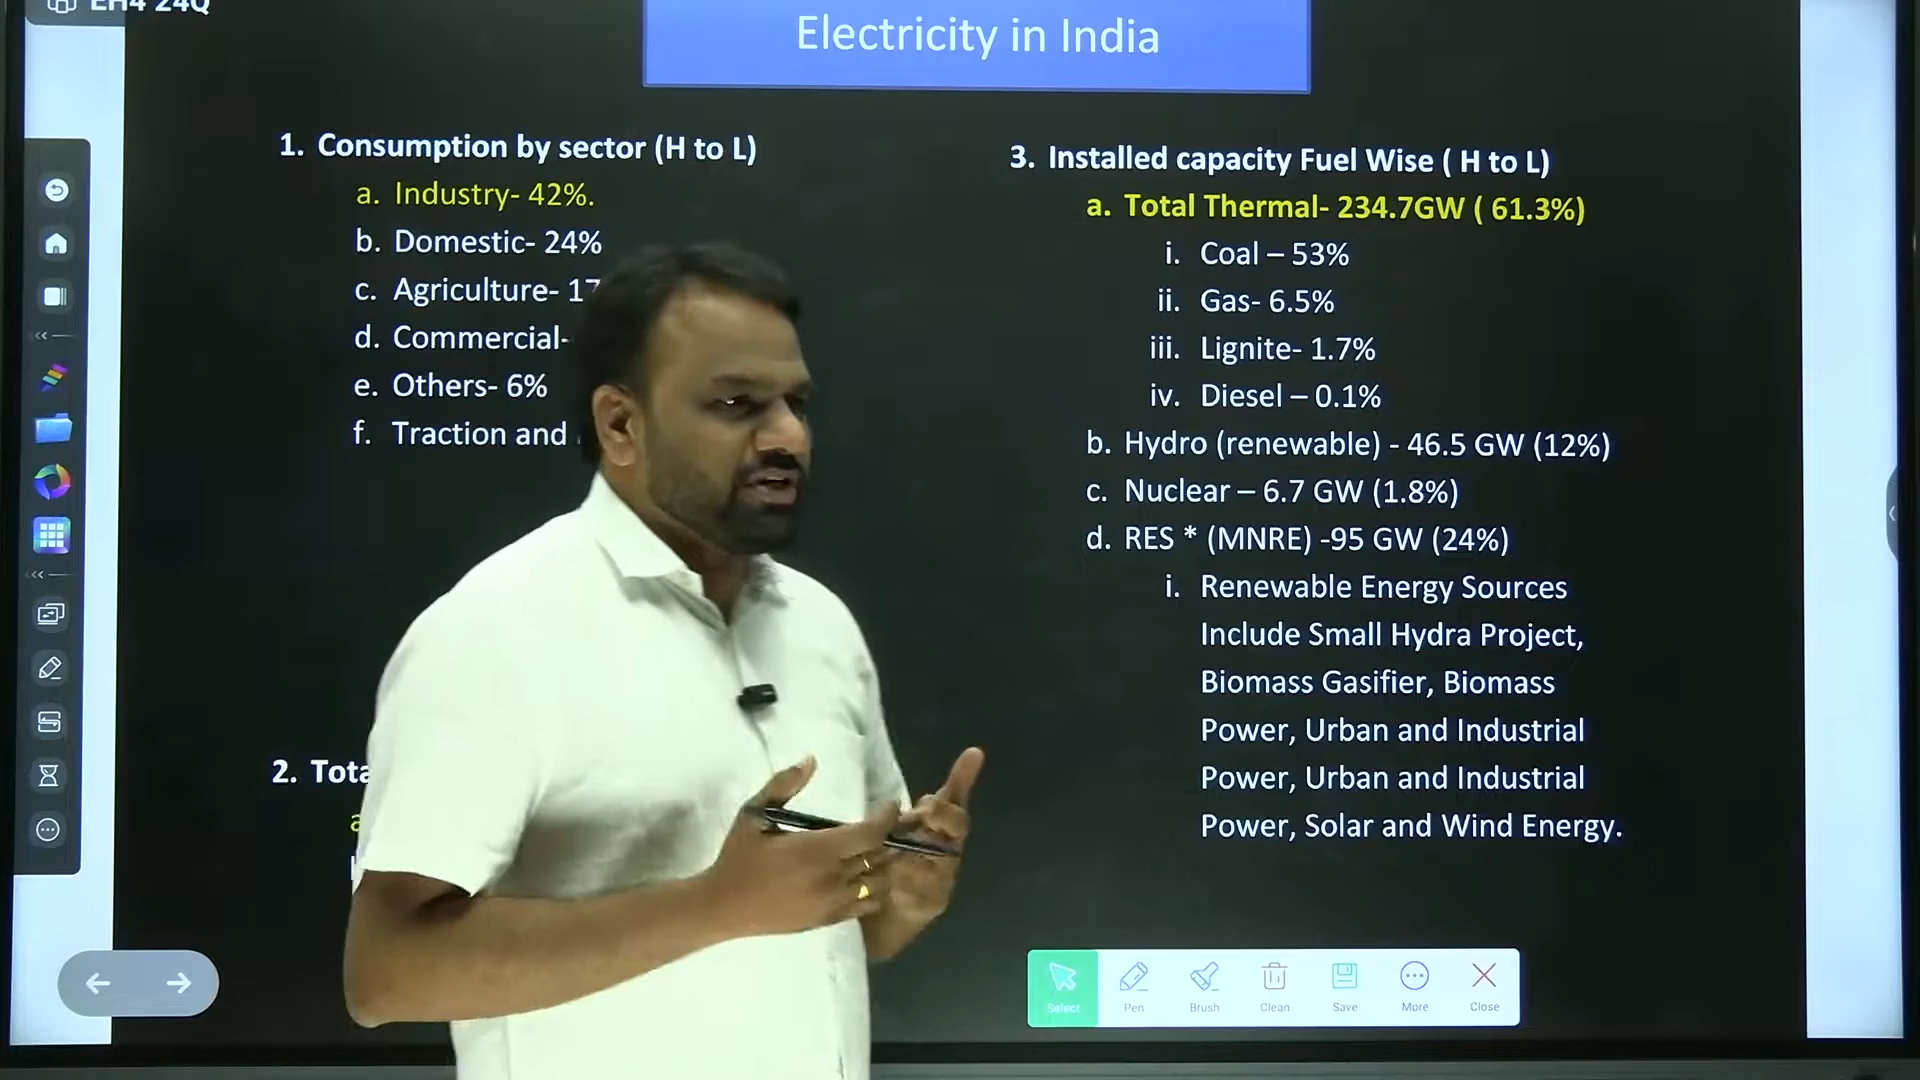 EH4 24Q
Electricity in India
1. Consumption by sector (H to L)
a. Industry- 42%.
b. Domestic- 24%
c. Agriculture- 17
d. Commercial-
e. Others- 6%
f. Traction and
2.
3. Installed capacity Fuel Wise ( H to L)
a. Total Thermal- 234.7GW ( 61.3%)
i. Coal – 53%
ii. Gas- 6.5%
iii. Lignite- 1.7%
iv. Diesel – 0.1%
b. Hydro (renewable) - 46.5 GW (12%)
c. Nuclear – 6.7 GW (1.8%)
d. RES * (MNRE) -95 GW (24%)
i. Renewable Energy Sources
Include Small Hydra Project,
Biomass Gasifier, Biomass
Power, Urban and Industrial
Power, Urban and Industrial
Power, Solar and Wind Energy.
Select Pen Brush Clean Save More Close